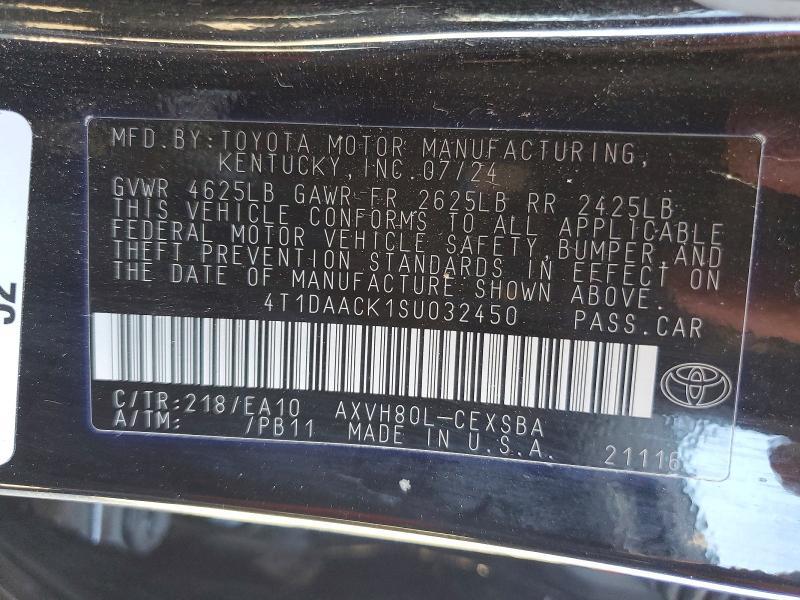 MFD.BY:TOYOTA MOTOR MANUFACTURING,
KENTUCKY, INC. 07/24
GVWR 4625LB GAWR FR 2625LB RR 2425LB
THIS VEHICLE CONFORMS TO ALL APPLICABLE
FEDERAL MOTOR VEHICLE SAFETY,BUMPER,AND
THEFT PREVENTION STANDARDS IN EFFECT ON
THE DATE OF MANUFACTURE SHOWN ABOVE.
4T1DAACK1SU032450 PASS.CAR
C/TR:218/EA10 AXVH80L-CEXSBA
A/TM: /PB11 MADE IN U.S.A. 21116